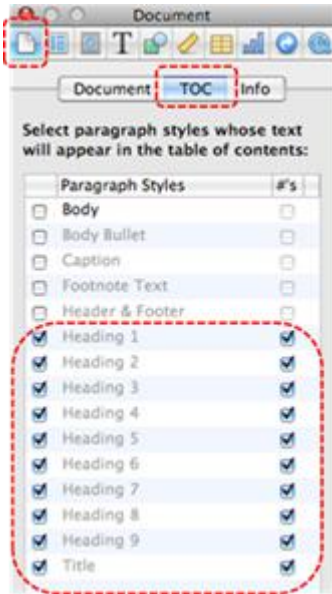 Document
T
Document TOC Info
Select paragraph styles whose text
will appear in the table of contents:
Paragraph Styles #'s
Body
Body Bullet
Caption
Footnote Text
Header & Footer
Heading 1
Heading 2
Heading 3
Heading 4
Heading 5
Heading 6
Heading 7
Heading 8
Heading 9
Title